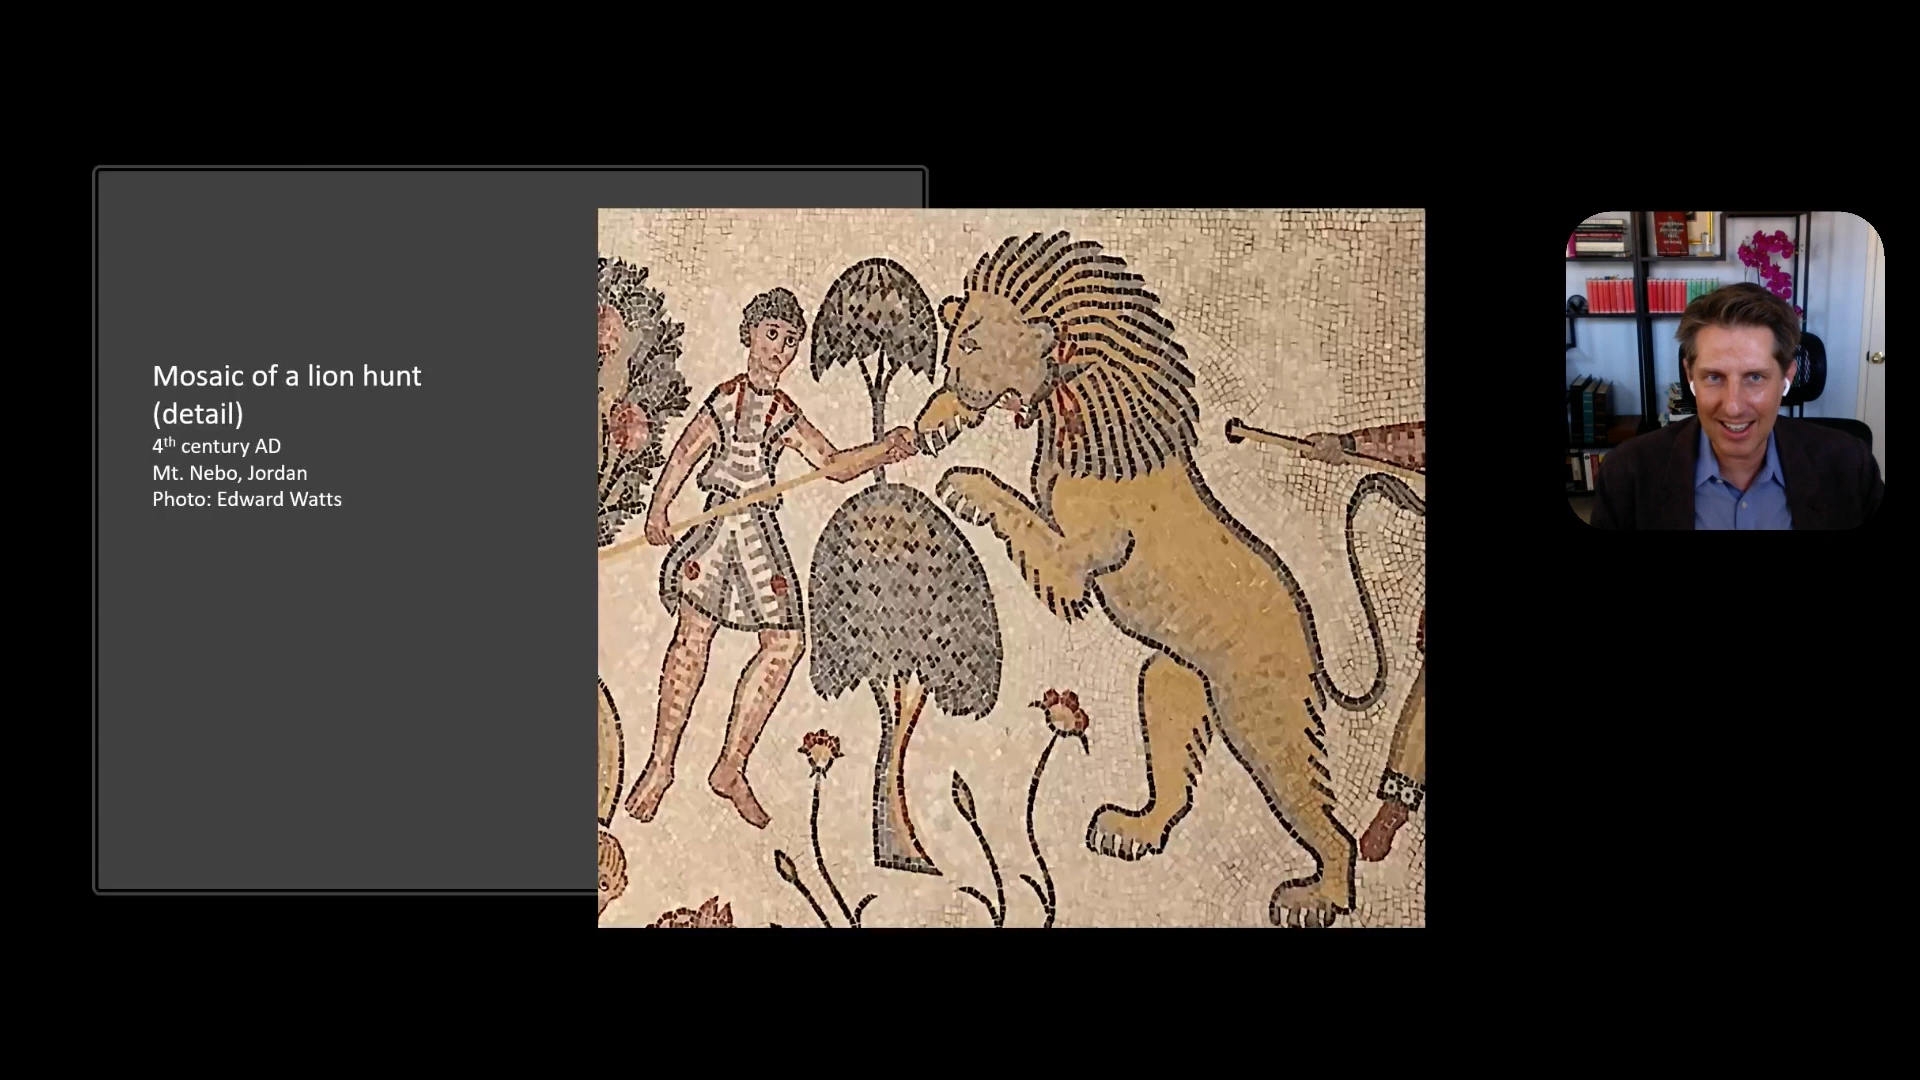 Mosaic of a lion hunt
(detail)
4th century AD
Mt. Nebo, Jordan
Photo: Edward Watts